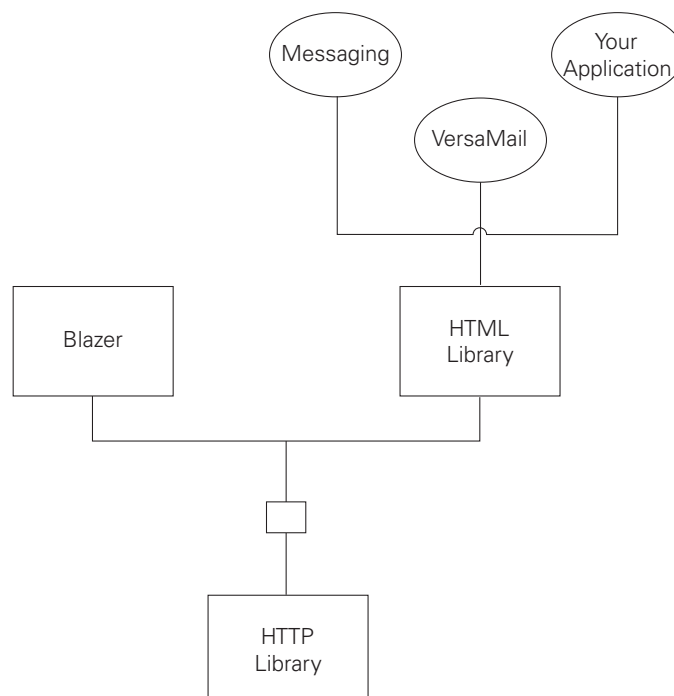 Messaging
Your
Application
VersaMail
Blazer
HTML
Library
HTTP
Library